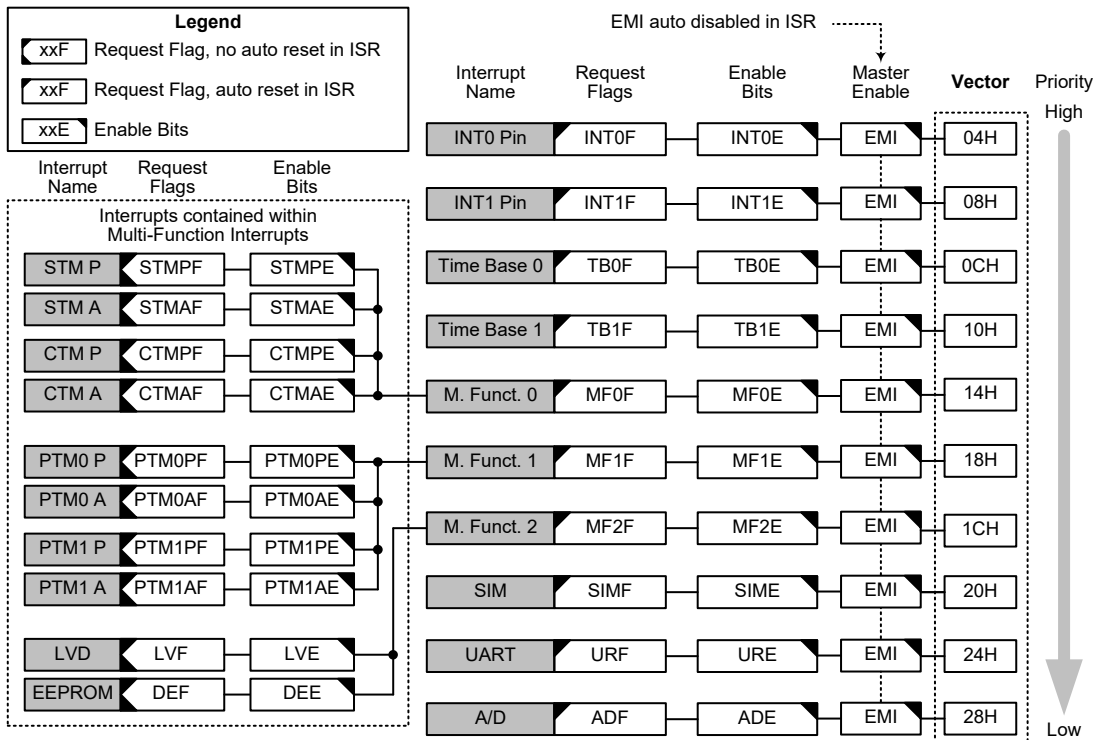 Legend
xxF Request Flag, no auto reset in ISR
xxF Request Flag, auto reset in ISR
xxE Enable Bits
Interrupt Name
Request Flags
Enable Bits
Interrupts contained within
Multi-Function Interrupts
STM P STMPF STMPE
STM A STMAF STMAE
CTM P CTMPF CTMPE
CTM A CTMAF CTMAE
PTM0 P PTM0PF PTM0PE
PTM0 A PTM0AF PTM0AE
PTM1 P PTM1PF PTM1PE
PTM1 A PTM1AF PTM1AE
LVD LVF LVE
EEPROM DEF DEE
EMI auto disabled in ISR
Interrupt Name
Request Flags
Enable Bits
Master Enable
Vector
Priority
High
INT0 Pin INT0F INT0E EMI 04H
INT1 Pin INT1F INT1E EMI 08H
Time Base 0 TB0F TB0E EMI 0CH
Time Base 1 TB1F TB1E EMI 10H
M. Funct. 0 MF0F MF0E EMI 14H
M. Funct. 1 MF1F MF1E EMI 18H
M. Funct. 2 MF2F MF2E EMI 1CH
SIM SIMF SIME EMI 20H
UART URF URE EMI 24H
A/D ADF ADE EMI 28H
Low